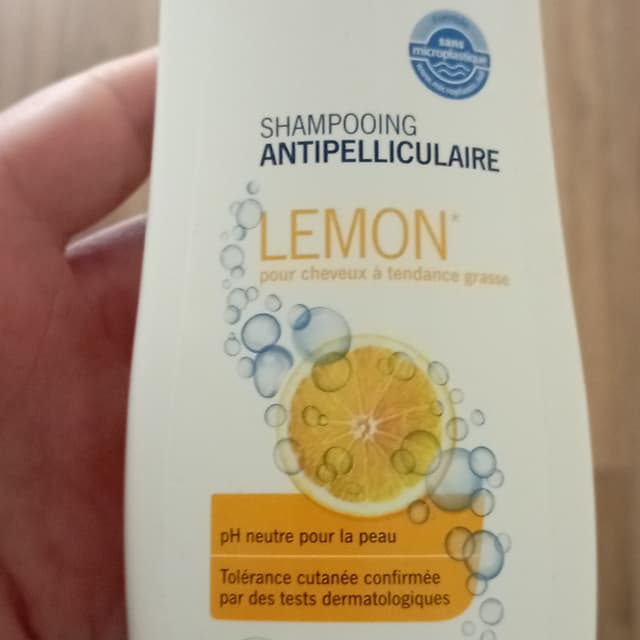 sans
microplastique
SHAMPOOING
ANTIPELLICULAIRE
LEMON*
pour cheveux à tendance grasse
pH neutre pour la peau
Tolérance cutanée confirmée
par des tests dermatologiques